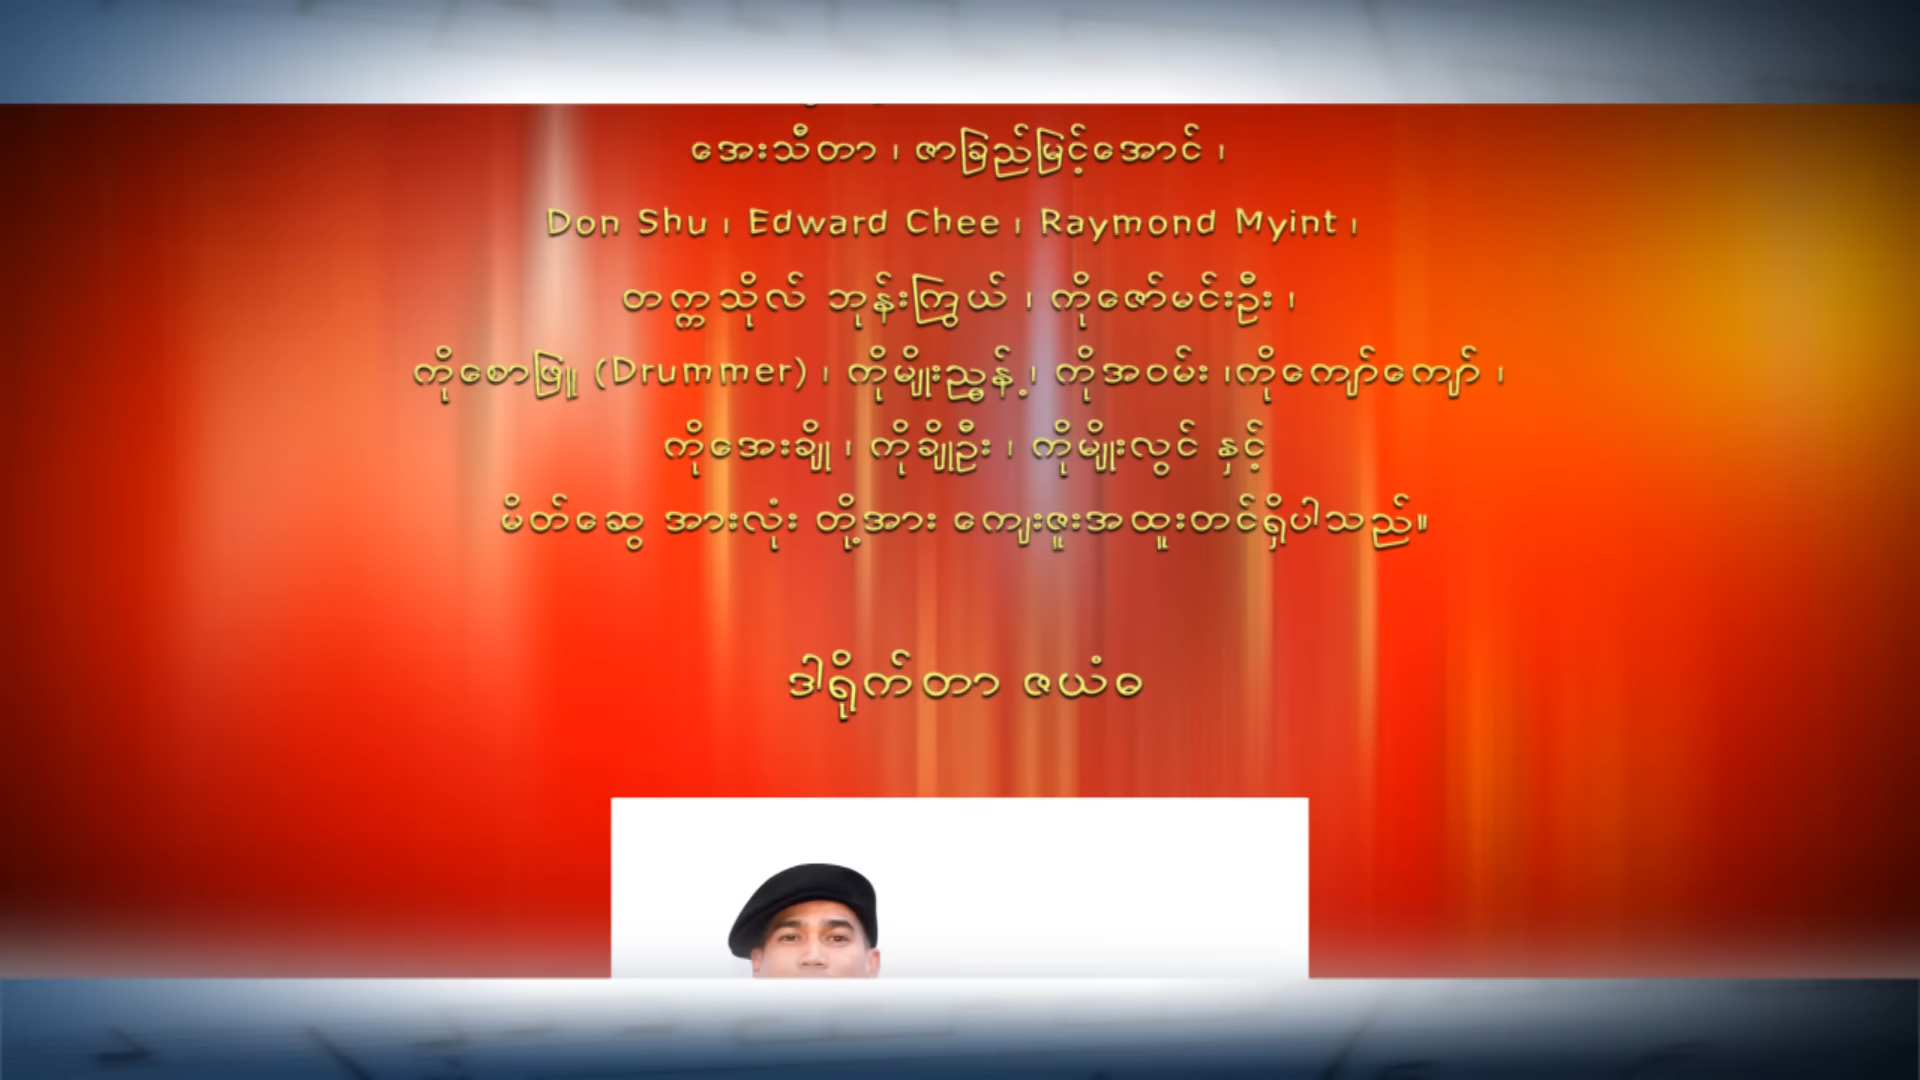 အေးသီတာ ၊ ဇာခြည်မြင့်အောင် ၊
Don Shu ၊ Edward Chee ၊ Raymond Myint ၊
တက္ကသိုလ် ဘုန်းကြွယ် ၊ ကိုဇော်မင်းဦး ၊
ကိုစောဖြူ (Drummer) ၊ ကိုမျိုးညွှန့် ၊ ကိုအဝမ်း ၊ကိုကျော်ကျော် ၊
ကိုအေးချို ၊ ကိုချိုဦး ၊ ကိုမျိုးလွင် နှင့်
မိတ်ဆွေ အားလုံး တို့အား ကျေးဇူးအထူးတင်ရှိပါသည်။
ဒါရိုက်တာ ဇယံဓ